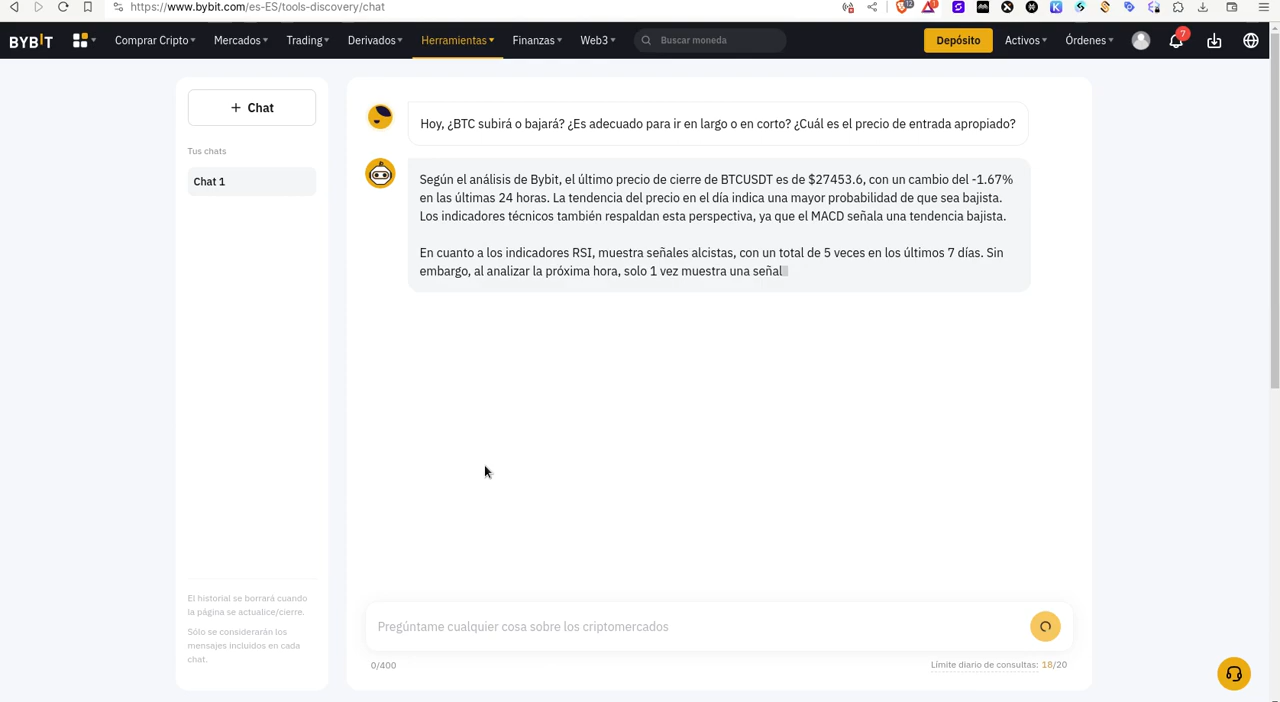 https://www.bybit.com/es-ES/tools-discovery/chat
BYBIT
Comprar Cripto
Mercados
Trading
Derivados
Herramientas
Finanzas
Web3
Buscar moneda
Depósito
Activos
Órdenes
7
+ Chat
Tus chats
Chat 1
Hoy, ¿BTC subirá o bajará? ¿Es adecuado para ir en largo o en corto? ¿Cuál es el precio de entrada apropiado?
Según el análisis de Bybit, el último precio de cierre de BTCUSDT es de $27453.6, con un cambio del -1.67%
en las últimas 24 horas. La tendencia del precio en el día indica una mayor probabilidad de que sea bajista.
Los indicadores técnicos también respaldan esta perspectiva, ya que el MACD señala una tendencia bajista.
En cuanto a los indicadores RSI, muestra señales alcistas, con un total de 5 veces en los últimos 7 días. Sin
embargo, al analizar la próxima hora, solo 1 vez muestra una señal
El historial se borrará cuando
la página se actualice/cierre.
Sólo se considerarán los
mensajes incluidos en cada
chat.
Pregúntame cualquier cosa sobre los criptomercados
0/400
Límite diario de consultas: 18/20